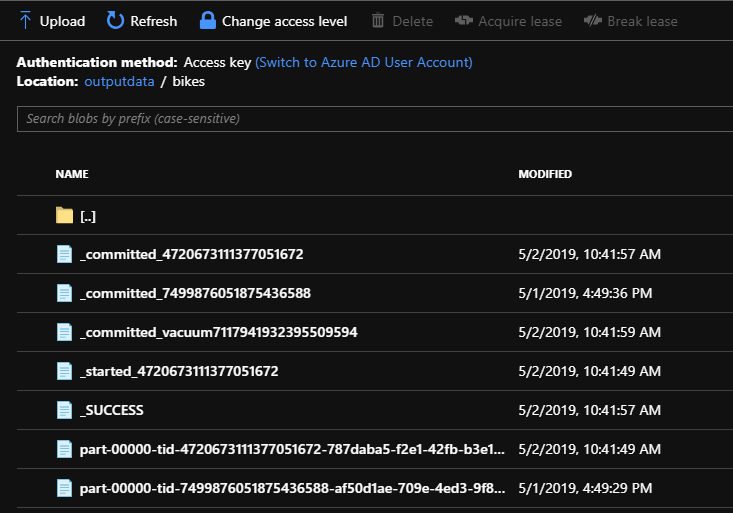 Upload Refresh Change access level Delete Acquire lease Break lease
Authentication method: Access key (Switch to Azure AD User Account)
Location: outputdata / bikes
Search blobs by prefix (case-sensitive)
NAME MODIFIED
[..]
_committed_4720673111377051672 5/2/2019, 10:41:57 AM
_committed_7499876051875436588 5/1/2019, 4:49:36 PM
_committed_vacuum7117941932395509594 5/2/2019, 10:41:59 AM
_started_4720673111377051672 5/2/2019, 10:41:49 AM
_SUCCESS 5/2/2019, 10:41:57 AM
part-00000-tid-4720673111377051672-787daba5-f2e1-42fb-b3e1... 5/2/2019, 10:41:49 AM
part-00000-tid-7499876051875436588-af50d1ae-709e-4ed3-9f8... 5/1/2019, 4:49:29 PM